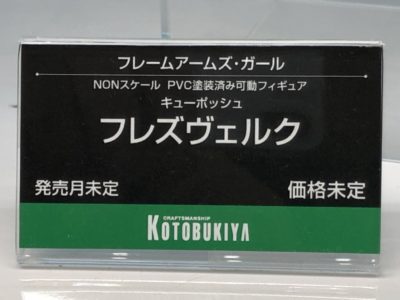 フレームアームズ・ガール
NONスケール PVC塗装済み可動フィギュア
キューポッシュ
フレズヴェルク
発売月未定 価格未定
CRAFTSMANSHIP
KOTOBUKIYA